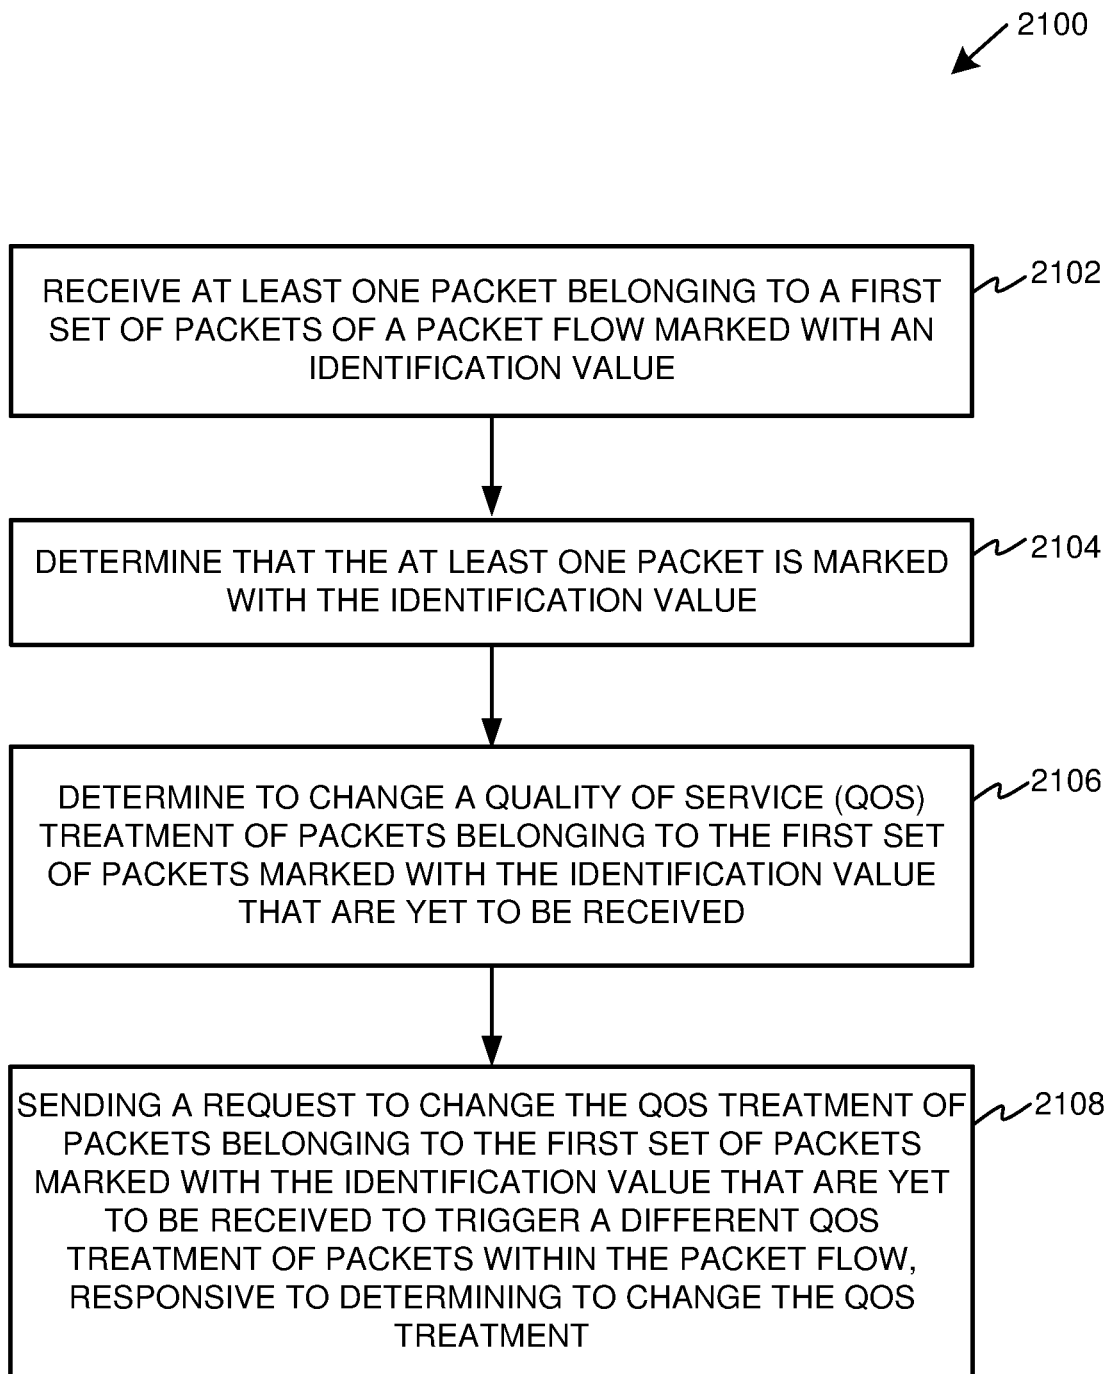 2100
RECEIVE AT LEAST ONE PACKET BELONGING TO A FIRST
SET OF PACKETS OF A PACKET FLOW MARKED WITH AN
IDENTIFICATION VALUE
2102
DETERMINE THAT THE AT LEAST ONE PACKET IS MARKED
WITH THE IDENTIFICATION VALUE
2104
DETERMINE TO CHANGE A QUALITY OF SERVICE (QOS)
TREATMENT OF PACKETS BELONGING TO THE FIRST SET
OF PACKETS MARKED WITH THE IDENTIFICATION VALUE
THAT ARE YET TO BE RECEIVED
2106
SENDING A REQUEST TO CHANGE THE QOS TREATMENT OF
PACKETS BELONGING TO THE FIRST SET OF PACKETS
MARKED WITH THE IDENTIFICATION VALUE THAT ARE YET
TO BE RECEIVED TO TRIGGER A DIFFERENT QOS
TREATMENT OF PACKETS WITHIN THE PACKET FLOW,
RESPONSIVE TO DETERMINING TO CHANGE THE QOS
TREATMENT
2108